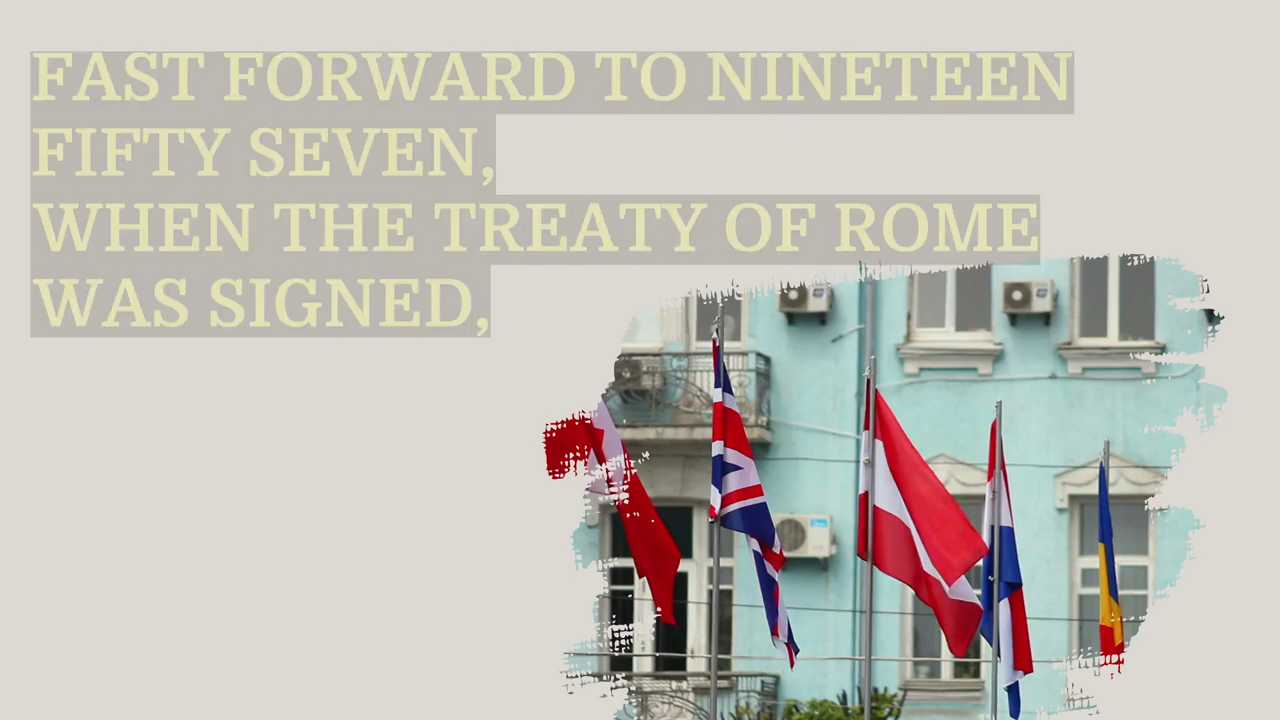 FAST FORWARD TO NINETEEN
FIFTY SEVEN,
WHEN THE TREATY OF ROME
WAS SIGNED,